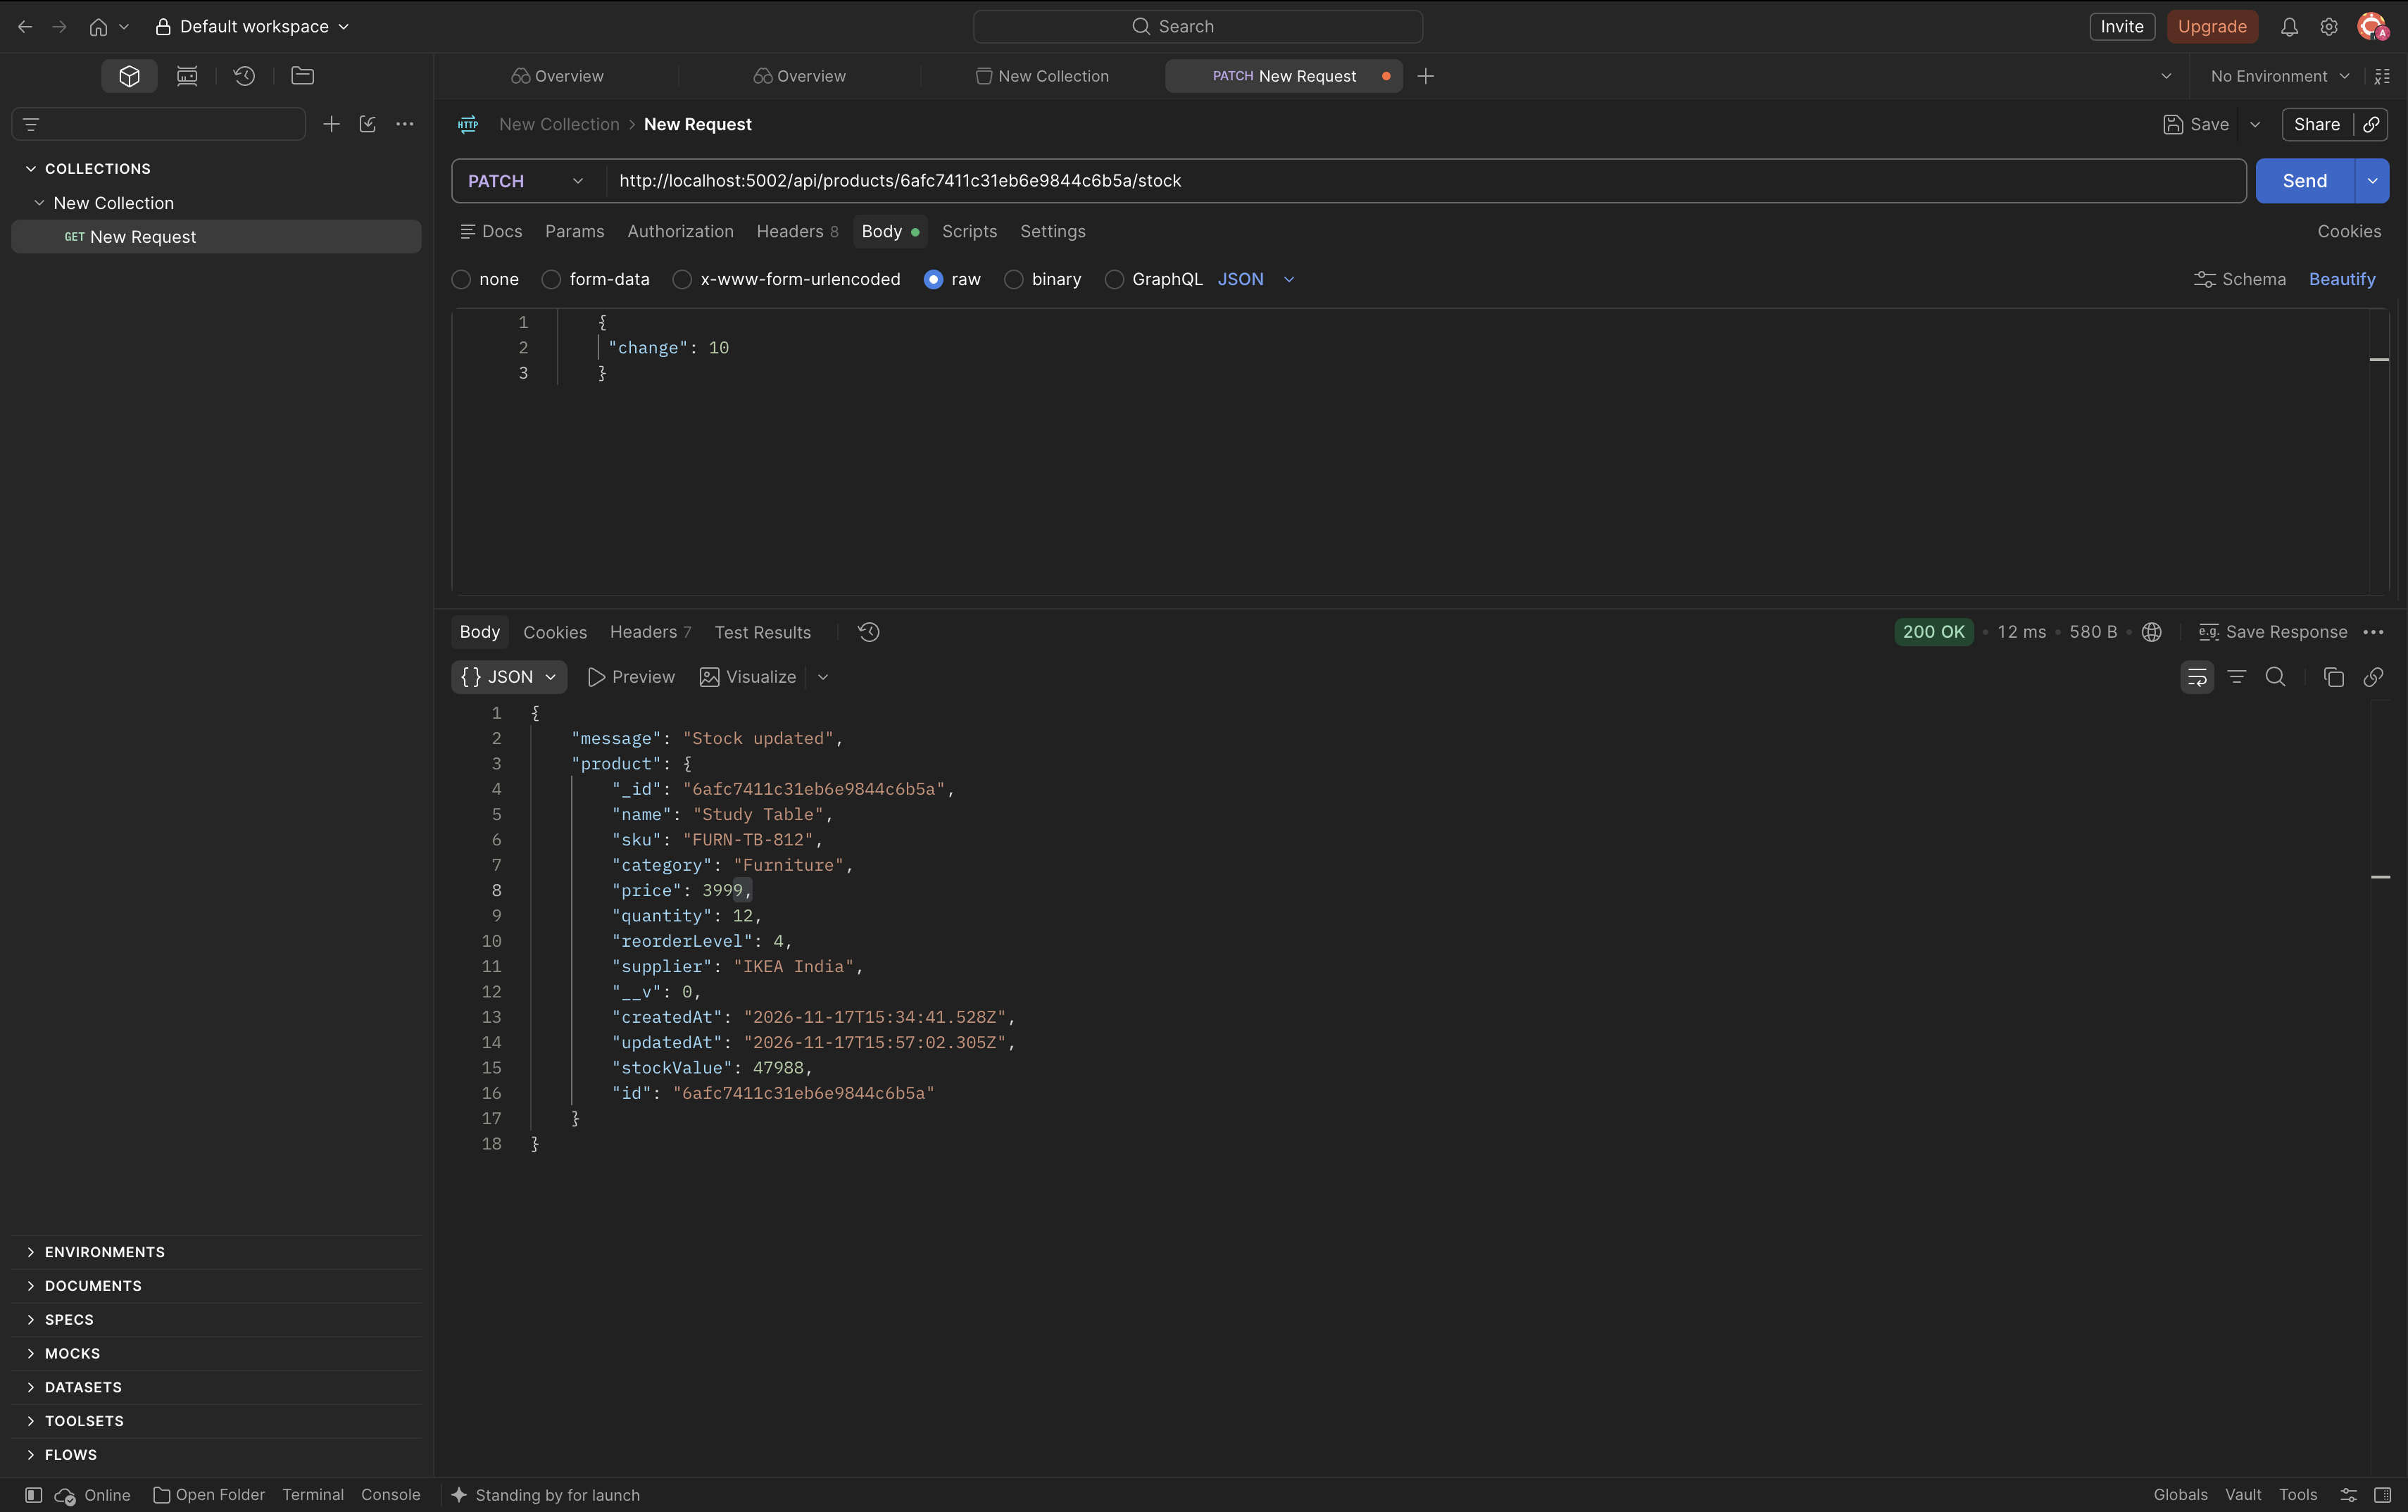 Default workspace
Search
Invite
Upgrade
A
Overview
Overview
New Collection
PATCH New Request
No Environment
COLLECTIONS
New Collection
GET New Request
HTTP
New Collection > New Request
Save
Share
PATCH
http://localhost:5002/api/products/6afc7411c31eb6e9844c6b5a/stock
Send
Docs
Params
Authorization
Headers 8
Body
Scripts
Settings
Cookies
none
form-data
x-www-form-urlencoded
raw
binary
GraphQL
JSON
Schema
Beautify
1 {
2 "change": 10
3 }
Body
Cookies
Headers 7
Test Results
200 OK
12 ms
580 B
e.g. Save Response
{} JSON
Preview
Visualize
1 {
2 "message": "Stock updated",
3 "product": {
4 "_id": "6afc7411c31eb6e9844c6b5a",
5 "name": "Study Table",
6 "sku": "FURN-TB-812",
7 "category": "Furniture",
8 "price": 3999,
9 "quantity": 12,
10 "reorderLevel": 4,
11 "supplier": "IKEA India",
12 "__v": 0,
13 "createdAt": "2026-11-17T15:34:41.528Z",
14 "updatedAt": "2026-11-17T15:57:02.305Z",
15 "stockValue": 47988,
16 "id": "6afc7411c31eb6e9844c6b5a"
17 }
18 }
ENVIRONMENTS
DOCUMENTS
SPECS
MOCKS
DATASETS
TOOLSETS
FLOWS
Online
Open Folder
Terminal
Console
Standing by for launch
Globals
Vault
Tools